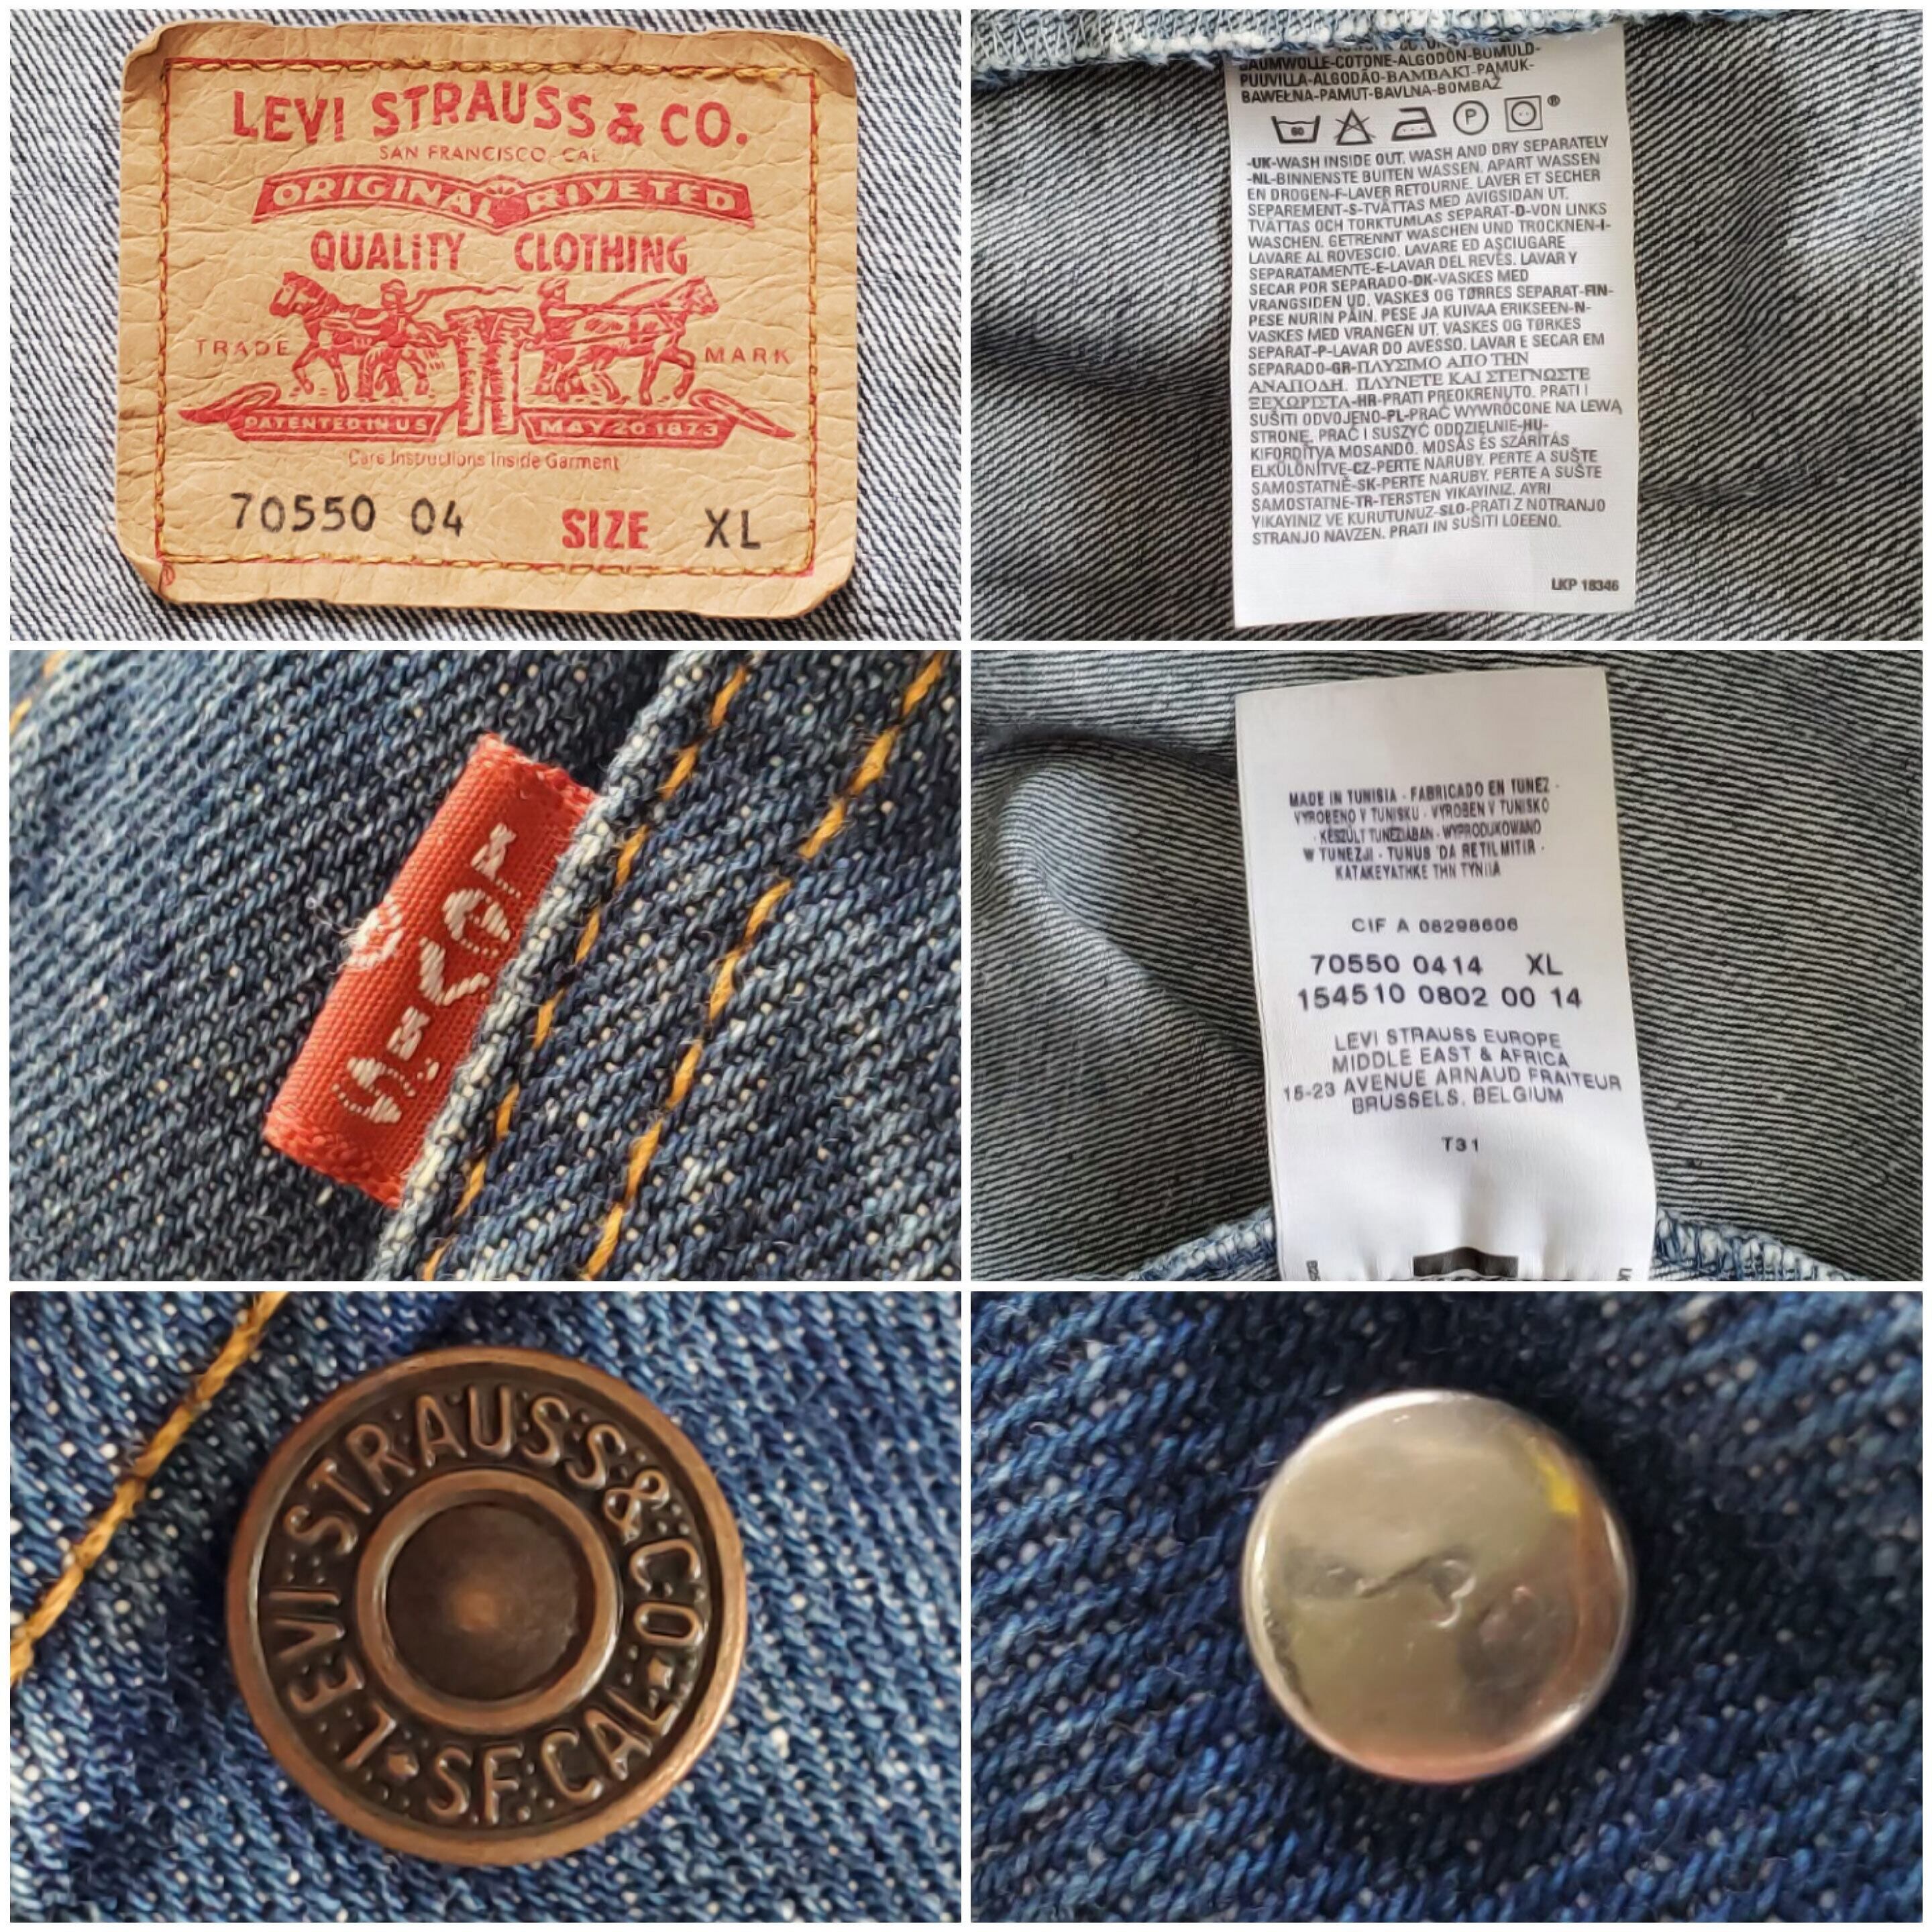 LEVI STRAUSS & CO.
SAN FRANCISCO, CAL.
ORIGINAL RIVETED
QUALITY CLOTHING
TRADE MARK
PATENTED IN US MAY 20 1873
Care Instructions Inside Garment
70550 04 SIZE XL
BAUMWOLLE-COTONE-ALGODÓN-BOMULD-
PUUVILLA-ALGODÃO-ΒΑΜΒΑΚΙ-PAMUK-
BAWEŁNA-PAMUT-BAVLNA-BOMBAŽ
60 P ®
-UK-WASH INSIDE OUT. WASH AND DRY SEPARATELY
-NL-BINNENSTE BUITEN WASSEN. APART WASSEN
EN DROGEN-F-LAVER RETOURNE. LAVER ET SECHER
SEPAREMENT-S-TVÄTTAS MED AVIGSIDAN UT.
TVÄTTAS OCH TORKTUMLAS SEPARAT-D-VON LINKS
WASCHEN. GETRENNT WASCHEN UND TROCKNEN-I-
LAVARE AL ROVESCIO. LAVARE ED ASCIUGARE
SEPARATAMENTE-E-LAVAR DEL REVÉS. LAVAR Y
SECAR POR SEPARADO-DK-VASKES MED
VRANGSIDEN UD. VASKES OG TØRRES SEPARAT-FIN-
PESE NURIN PÄIN. PESE JA KUIVAA ERIKSEEN-N-
VASKES MED VRANGEN UT. VASKES OG TØRKES
SEPARAT-P-LAVAR DO AVESSO. LAVAR E SECAR EM
SEPARADO-GR-ΠΛΥΣΙΜΟ ΑΠΟ ΤΗΝ
ΑΝΑΠΟΔΗ. ΠΛΥΝΕΤΕ ΚΑΙ ΣΤΕΓΝΩΣΤΕ
ΞΕΧΩΡΙΣΤΑ-HR-PRATI PREOKRENUTO. PRATI I
SUŠITI ODVOJENO-PL-PRAĆ WYWRÓCONE NA LEWĄ
STRONĘ, PRAĆ I SUSZYĆ ODDZIELNIE-HU-
KIFORDÍTVA MOSANDÓ. MOSÁS ÉS SZÁRÍTÁS
ELKÜLÖNÍTVE-CZ-PERTE NARUBY. PERTE A SUŠTE
SAMOSTATNĚ-SK-PERTE NARUBY. PERTE A SUŠTE
SAMOSTATNE-TR-TERSTEN YIKAYINIZ. AYRI
YIKAYINIZ VE KURUTUNUZ-SLO-PRATI Z NOTRANJO
STRANJO NAVZEN. PRATI IN SUŠITI LOEENO.
LKP 18346
LEVI'S
®
MADE IN TUNISIA - FABRICADO EN TUNEZ -
VYROBENO V TUNISKU - VYROBEN V TUNISKO
- KESZÜLT TUNEZIABAN - WYPRODUKOWANO
W TUNEZJI - TUNUS 'DA RETILMITIR -
KATAKEYATHKE THN TYNIIA
CIF A 08298606
70550 0414 XL
154510 0802 00 14
LEVI STRAUSS EUROPE
MIDDLE EAST & AFRICA
15-23 AVENUE ARNAUD FRAITEUR
BRUSSELS, BELGIUM
T31
LEVI STRAUSS & CO
S.F. CAL